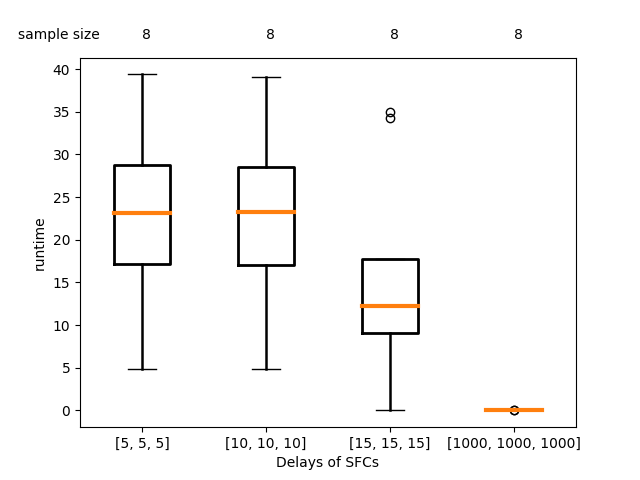 sample size 8 8 8 8
40
35
30
25
20
15
10
5
0
runtime
[5, 5, 5] [10, 10, 10] [15, 15, 15] [1000, 1000, 1000]
Delays of SFCs